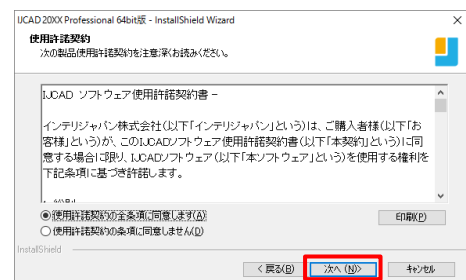 IJCAD 20XX Professional 64bit版 - InstallShield Wizard
使用許諾契約
次の製品使用許諾契約を注意深くお読みください。
IJCAD ソフトウェア使用許諾契約書 –
インテリジャパン株式会社(以下「インテリジャパン」という)は、ご購入者様(以下「お
客様」という)が、このIJCADソフトウェア使用許諾契約書(以下「本契約」という)に同
意する場合に限り、IJCADソフトウェア(以下「本ソフトウェア」という)を使用する権利を
下記条項に基づき許諾します。
使用許諾契約の全条項に同意します(A)
印刷(P)
使用許諾契約の条項に同意しません(D)
InstallShield
< 戻る(B)
次へ (N)>
キャンセル